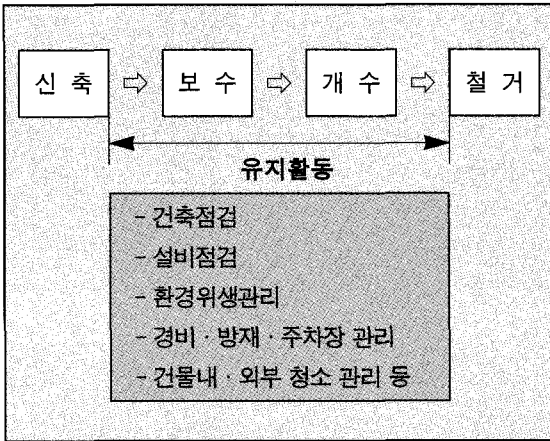 신 축 ⇨ 보 수 ⇨ 개 수 ⇨ 철 거
유지활동
- 건축점검
- 설비점검
- 환경위생관리
- 경비 · 방재 · 주차장 관리
- 건물내 · 외부 청소 관리 등